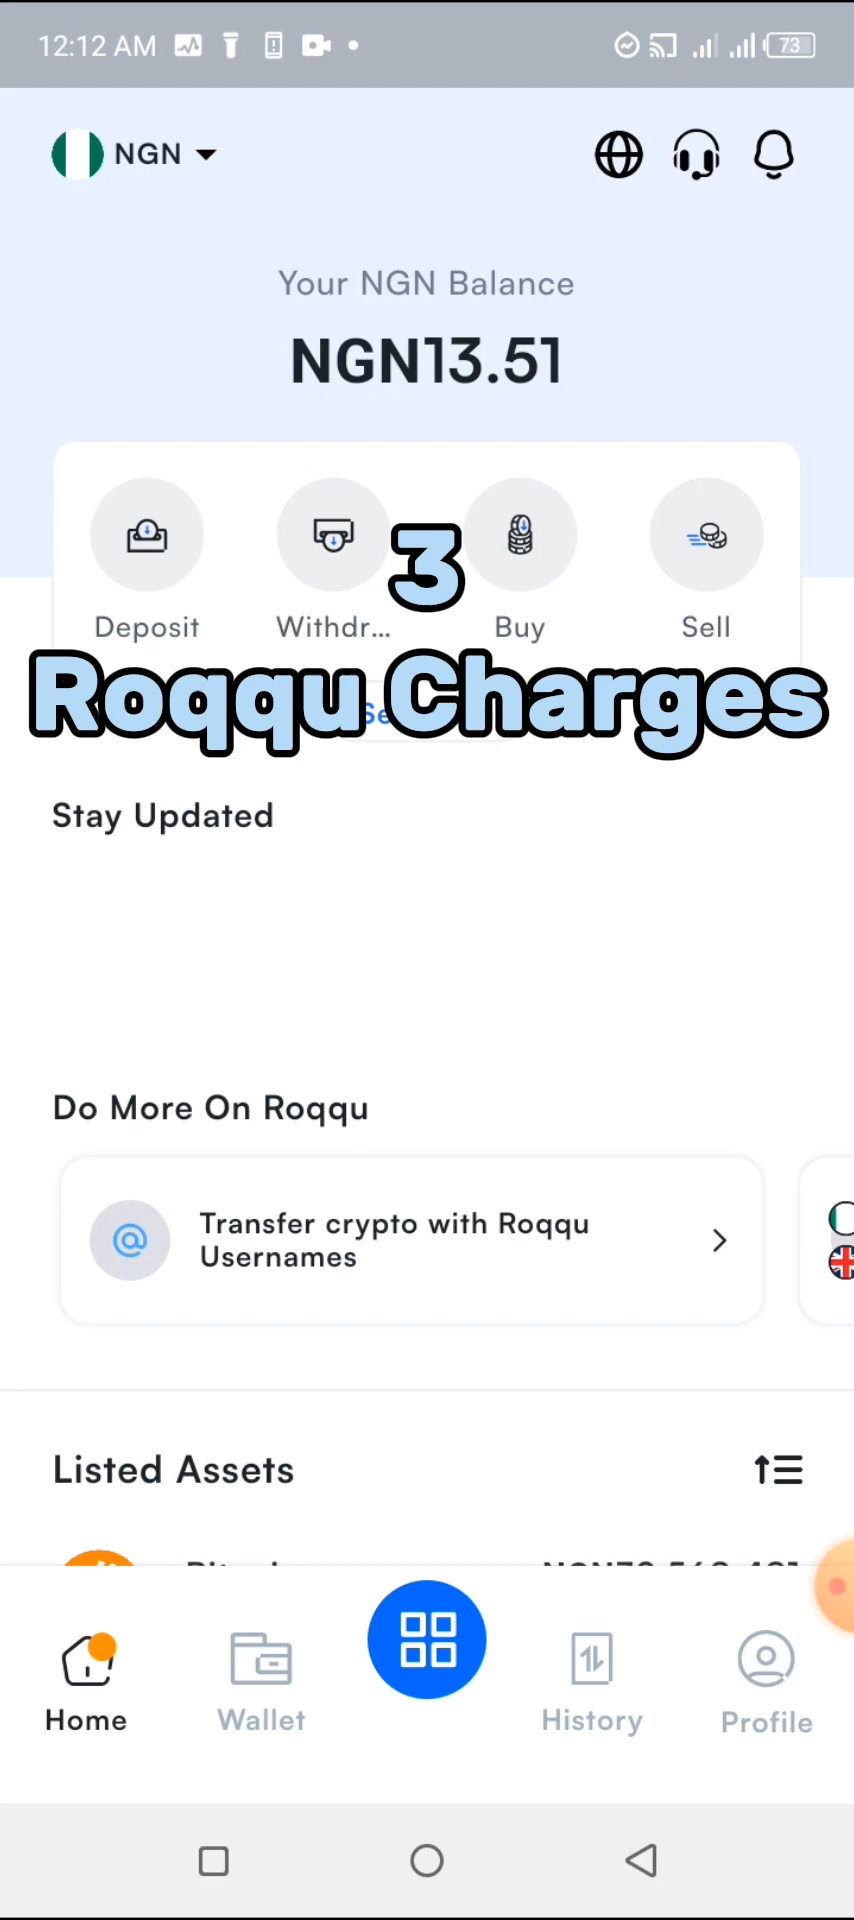 12:12 AM
73
NGN
Your NGN Balance
NGN13.51
Deposit
Withdr...
Buy
Sell
3
Roqqu Charges
Stay Updated
Do More On Roqqu
Transfer crypto with Roqqu
Usernames
Listed Assets
Home
Wallet
History
Profile